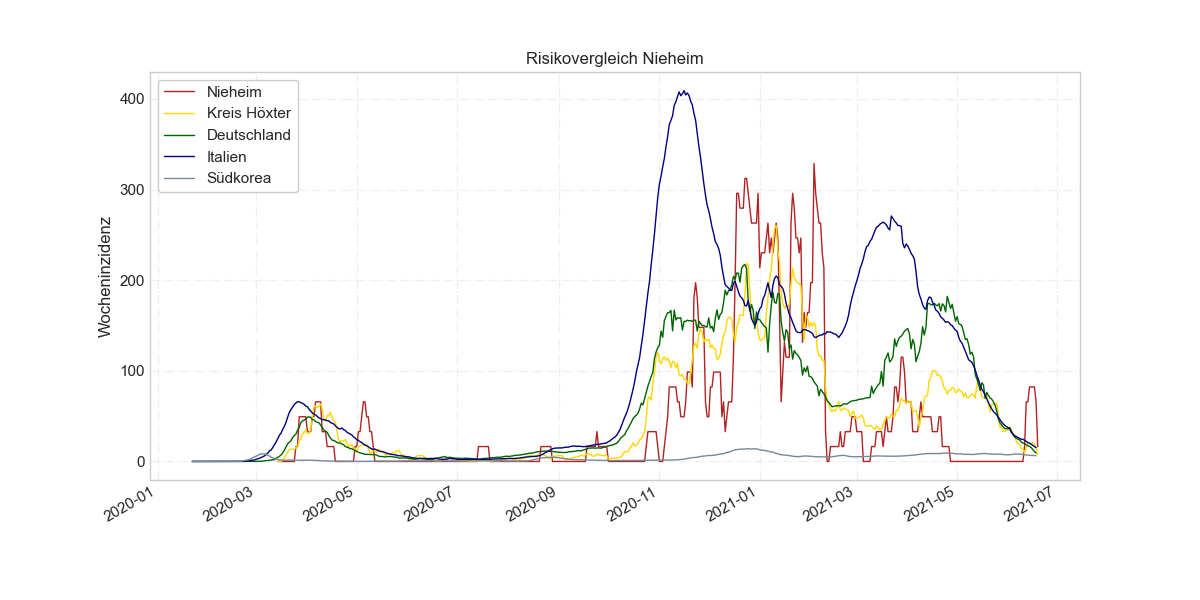 Risikovergleich Nieheim
Nieheim
Kreis Höxter
Deutschland
Italien
Südkorea
Wocheninzidenz
400
300
200
100
0
2020-01
2020-03
2020-05
2020-07
2020-09
2020-11
2021-01
2021-03
2021-05
2021-07